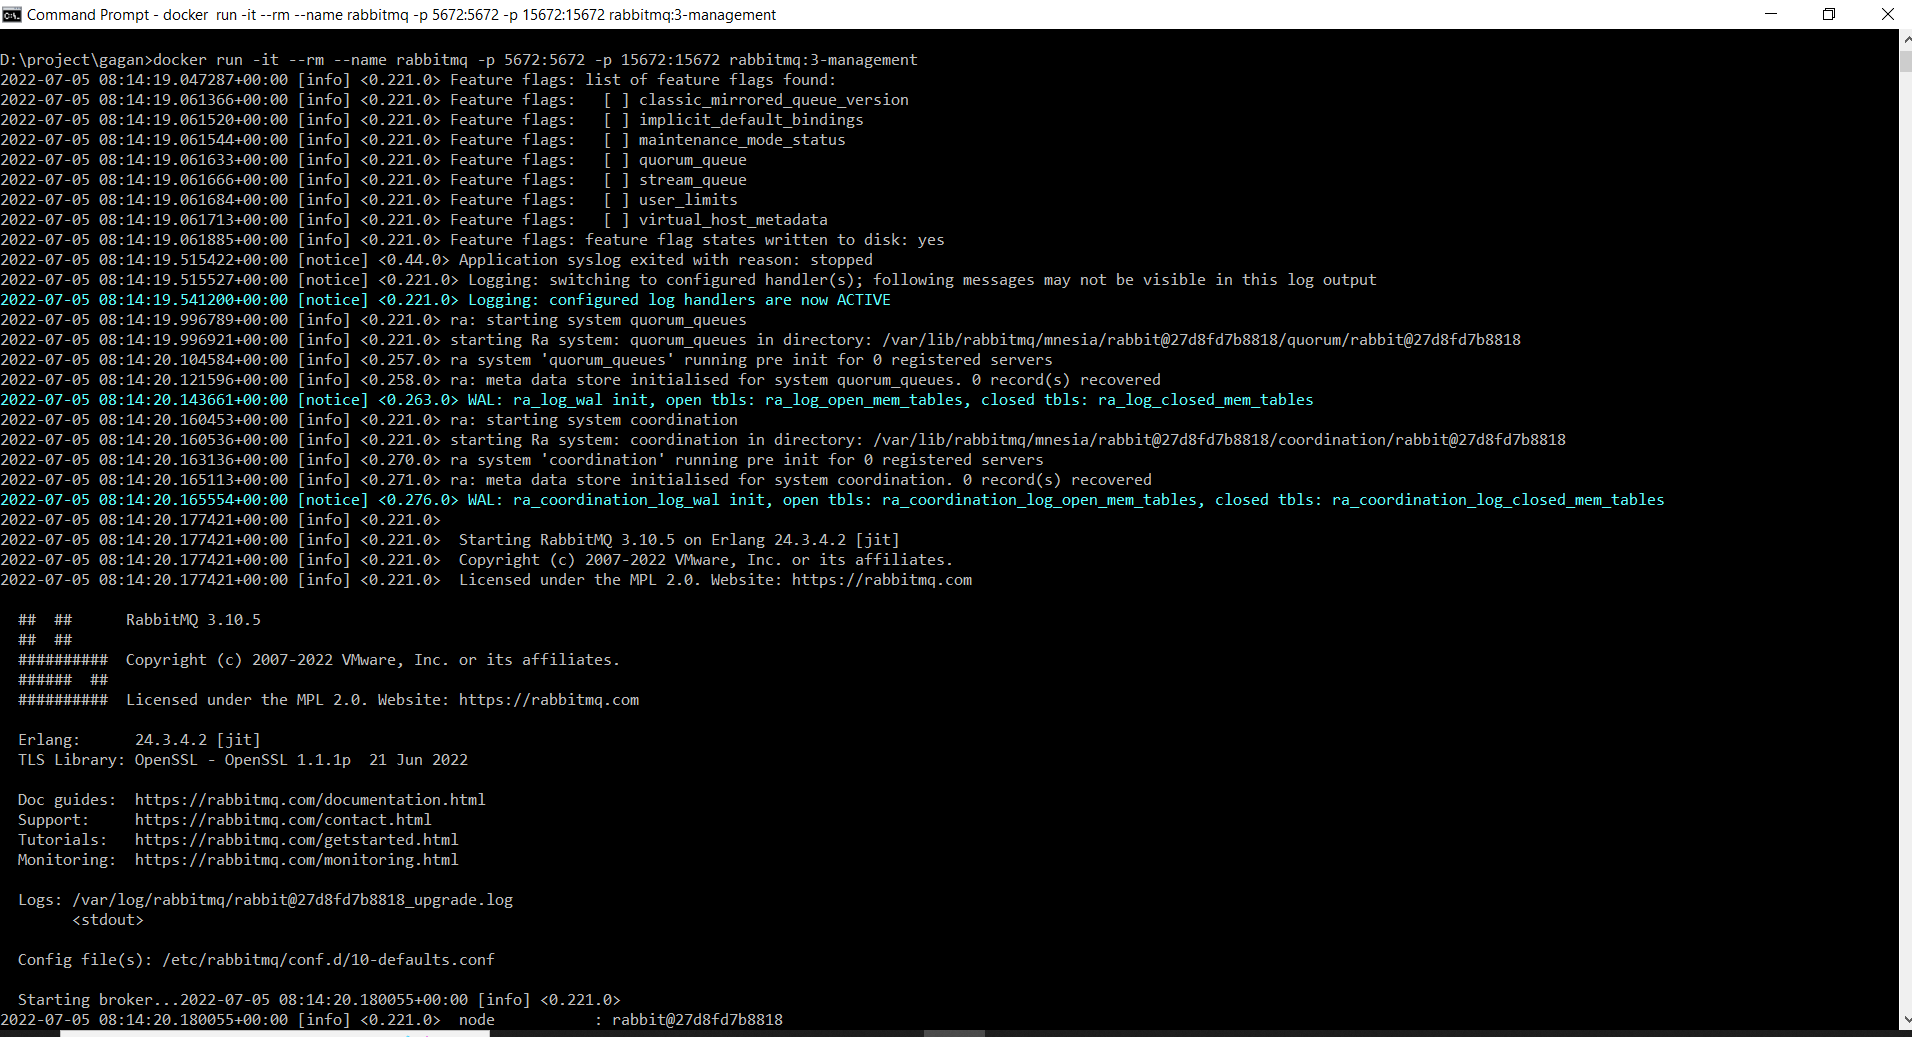 Command Prompt - docker  run -it --rm --name rabbitmq -p 5672:5672 -p 15672:15672 rabbitmq:3-management
D:\project\gagan>docker run -it --rm --name rabbitmq -p 5672:5672 -p 15672:15672 rabbitmq:3-management
2022-07-05 08:14:19.047287+00:00 [info] <0.221.0> Feature flags: list of feature flags found:
2022-07-05 08:14:19.061366+00:00 [info] <0.221.0> Feature flags:   [ ] classic_mirrored_queue_version
2022-07-05 08:14:19.061520+00:00 [info] <0.221.0> Feature flags:   [ ] implicit_default_bindings
2022-07-05 08:14:19.061544+00:00 [info] <0.221.0> Feature flags:   [ ] maintenance_mode_status
2022-07-05 08:14:19.061633+00:00 [info] <0.221.0> Feature flags:   [ ] quorum_queue
2022-07-05 08:14:19.061666+00:00 [info] <0.221.0> Feature flags:   [ ] stream_queue
2022-07-05 08:14:19.061684+00:00 [info] <0.221.0> Feature flags:   [ ] user_limits
2022-07-05 08:14:19.061713+00:00 [info] <0.221.0> Feature flags:   [ ] virtual_host_metadata
2022-07-05 08:14:19.061885+00:00 [info] <0.221.0> Feature flags: feature flag states written to disk: yes
2022-07-05 08:14:19.515422+00:00 [notice] <0.44.0> Application syslog exited with reason: stopped
2022-07-05 08:14:19.515527+00:00 [notice] <0.221.0> Logging: switching to configured handler(s); following messages may not be visible in this log output
2022-07-05 08:14:19.541200+00:00 [notice] <0.221.0> Logging: configured log handlers are now ACTIVE
2022-07-05 08:14:19.996789+00:00 [info] <0.221.0> ra: starting system quorum_queues
2022-07-05 08:14:19.996921+00:00 [info] <0.221.0> starting Ra system: quorum_queues in directory: /var/lib/rabbitmq/mnesia/rabbit@27d8fd7b8818/quorum/rabbit@27d8fd7b8818
2022-07-05 08:14:20.104584+00:00 [info] <0.257.0> ra system 'quorum_queues' running pre init for 0 registered servers
2022-07-05 08:14:20.121596+00:00 [info] <0.258.0> ra: meta data store initialised for system quorum_queues. 0 record(s) recovered
2022-07-05 08:14:20.143661+00:00 [notice] <0.263.0> WAL: ra_log_wal init, open tbls: ra_log_open_mem_tables, closed tbls: ra_log_closed_mem_tables
2022-07-05 08:14:20.160453+00:00 [info] <0.221.0> ra: starting system coordination
2022-07-05 08:14:20.160536+00:00 [info] <0.221.0> starting Ra system: coordination in directory: /var/lib/rabbitmq/mnesia/rabbit@27d8fd7b8818/coordination/rabbit@27d8fd7b8818
2022-07-05 08:14:20.163136+00:00 [info] <0.270.0> ra system 'coordination' running pre init for 0 registered servers
2022-07-05 08:14:20.165113+00:00 [info] <0.271.0> ra: meta data store initialised for system coordination. 0 record(s) recovered
2022-07-05 08:14:20.165554+00:00 [notice] <0.276.0> WAL: ra_coordination_log_wal init, open tbls: ra_coordination_log_open_mem_tables, closed tbls: ra_coordination_log_closed_mem_tables
2022-07-05 08:14:20.177421+00:00 [info] <0.221.0>
2022-07-05 08:14:20.177421+00:00 [info] <0.221.0>  Starting RabbitMQ 3.10.5 on Erlang 24.3.4.2 [jit]
2022-07-05 08:14:20.177421+00:00 [info] <0.221.0>  Copyright (c) 2007-2022 VMware, Inc. or its affiliates.
2022-07-05 08:14:20.177421+00:00 [info] <0.221.0>  Licensed under the MPL 2.0. Website: https://rabbitmq.com
  ##  ##      RabbitMQ 3.10.5
  ##  ##
  ##########  Copyright (c) 2007-2022 VMware, Inc. or its affiliates.
  ######  ##
  ##########  Licensed under the MPL 2.0. Website: https://rabbitmq.com
  Erlang:      24.3.4.2 [jit]
  TLS Library: OpenSSL - OpenSSL 1.1.1p  21 Jun 2022
  Doc guides:  https://rabbitmq.com/documentation.html
  Support:     https://rabbitmq.com/contact.html
  Tutorials:   https://rabbitmq.com/getstarted.html
  Monitoring:  https://rabbitmq.com/monitoring.html
  Logs: /var/log/rabbitmq/rabbit@27d8fd7b8818_upgrade.log
        <stdout>
  Config file(s): /etc/rabbitmq/conf.d/10-defaults.conf
  Starting broker...2022-07-05 08:14:20.180055+00:00 [info] <0.221.0>
2022-07-05 08:14:20.180055+00:00 [info] <0.221.0>  node           : rabbit@27d8fd7b8818